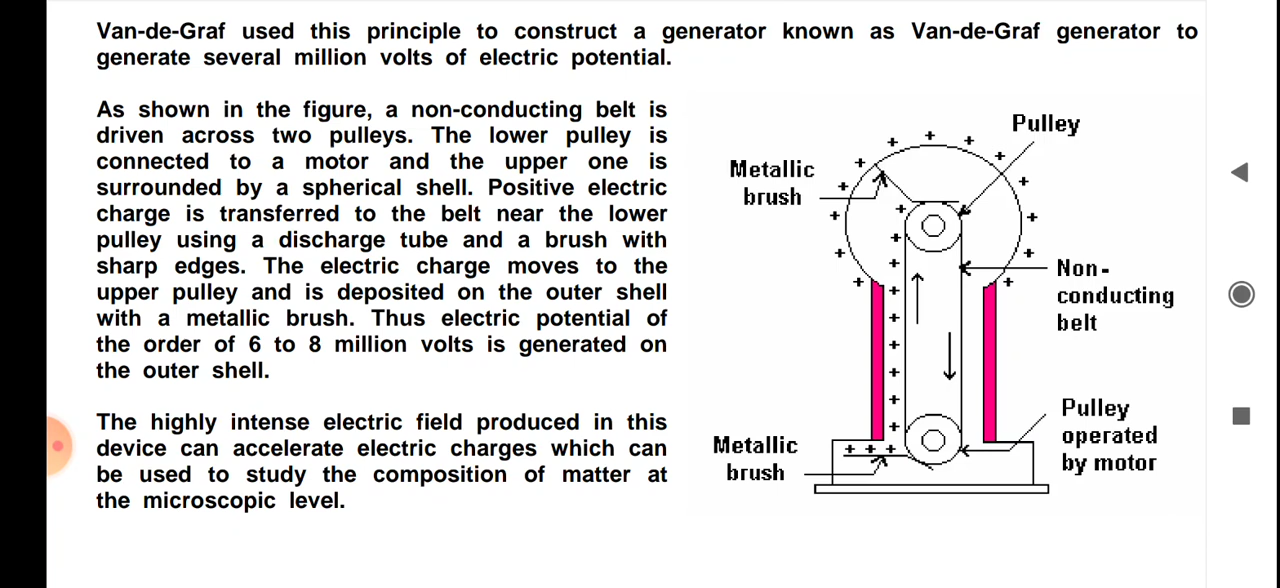 Van-de-Graf used this principle to construct a generator known as Van-de-Graf generator to
generate several million volts of electric potential.
As shown in the figure, a non-conducting belt is
driven across two pulleys. The lower pulley is
connected to a motor and the upper one is
surrounded by a spherical shell. Positive electric
charge is transferred to the belt near the lower
pulley using a discharge tube and a brush with
sharp edges. The electric charge moves to the
upper pulley and is deposited on the outer shell
with a metallic brush. Thus electric potential of
the order of 6 to 8 million volts is generated on
the outer shell.
The highly intense electric field produced in this
device can accelerate electric charges which can
be used to study the composition of matter at
the microscopic level.
Pulley
Metallic
brush
Non-
conducting
belt
Pulley
operated
by motor
Metallic
brush